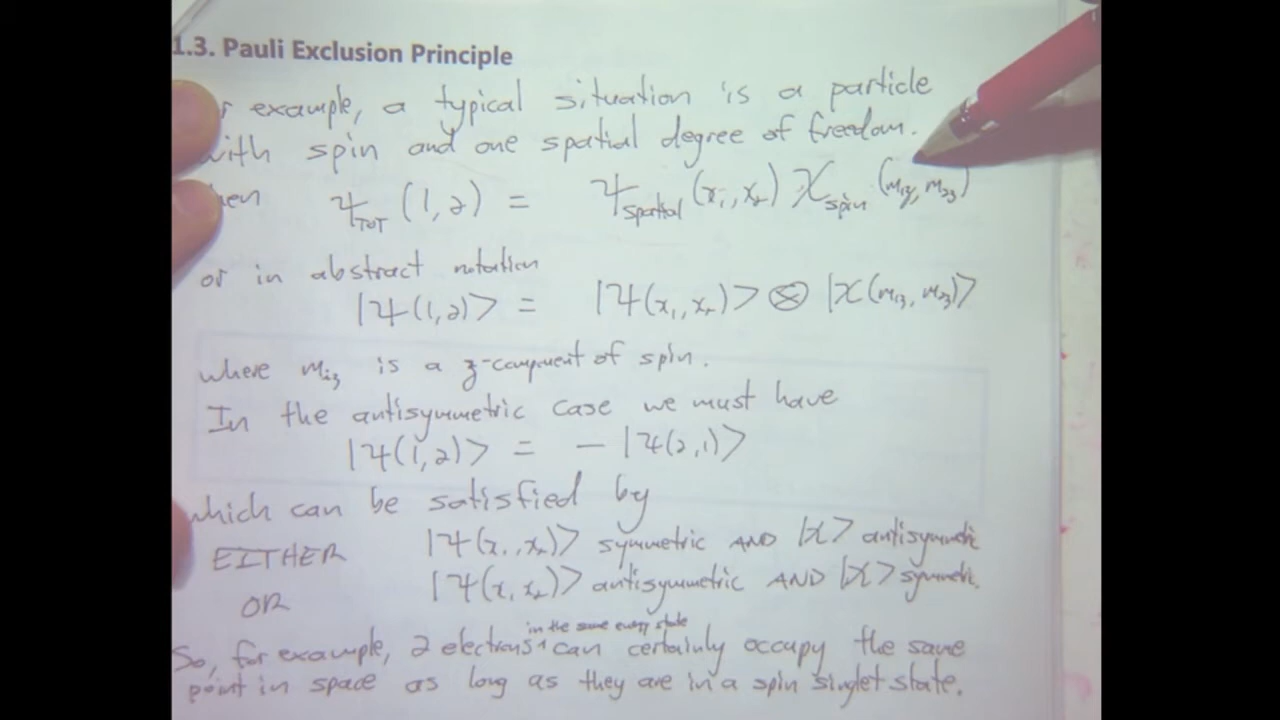 1.3. Pauli Exclusion Principle
r example, a typical situation is a particle
with spin and one spatial degree of freedom.
hen ψ_TOT (1,2) = ψ_spatial (x₁, x₂) χ_spin (m₁z, m₂z)
or in abstract notation
|ψ(1,2)> = |ψ(x₁, x₂)> ⊗ |χ(m₁z, m₂z)>
where m_iz is a z-component of spin.
In the antisymmetric case we must have
|ψ(1,2)> = - |ψ(2,1)>
which can be satisfied by
EITHER |ψ(x₁, x₂)> symmetric AND |χ> antisymmetric
OR |ψ(x₁, x₂)> antisymmetric AND |χ> symmetric.
in the same energy state
So, for example, 2 electrons ^ can certainly occupy the same
point in space as long as they are in a spin singlet state.